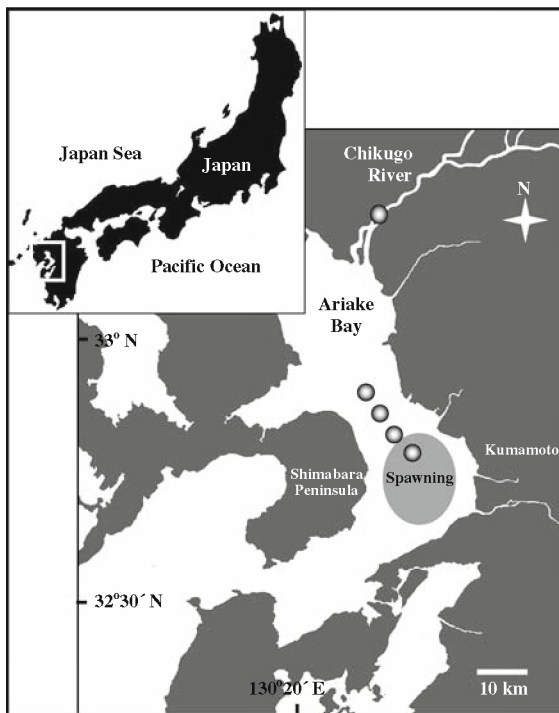 Japan Sea
Japan
Pacific Ocean
Chikugo
River
N
Ariake
Bay
33° N
Kumamoto
Shimabara
Peninsula
Spawning
32°30´ N
130°20´ E
10 km